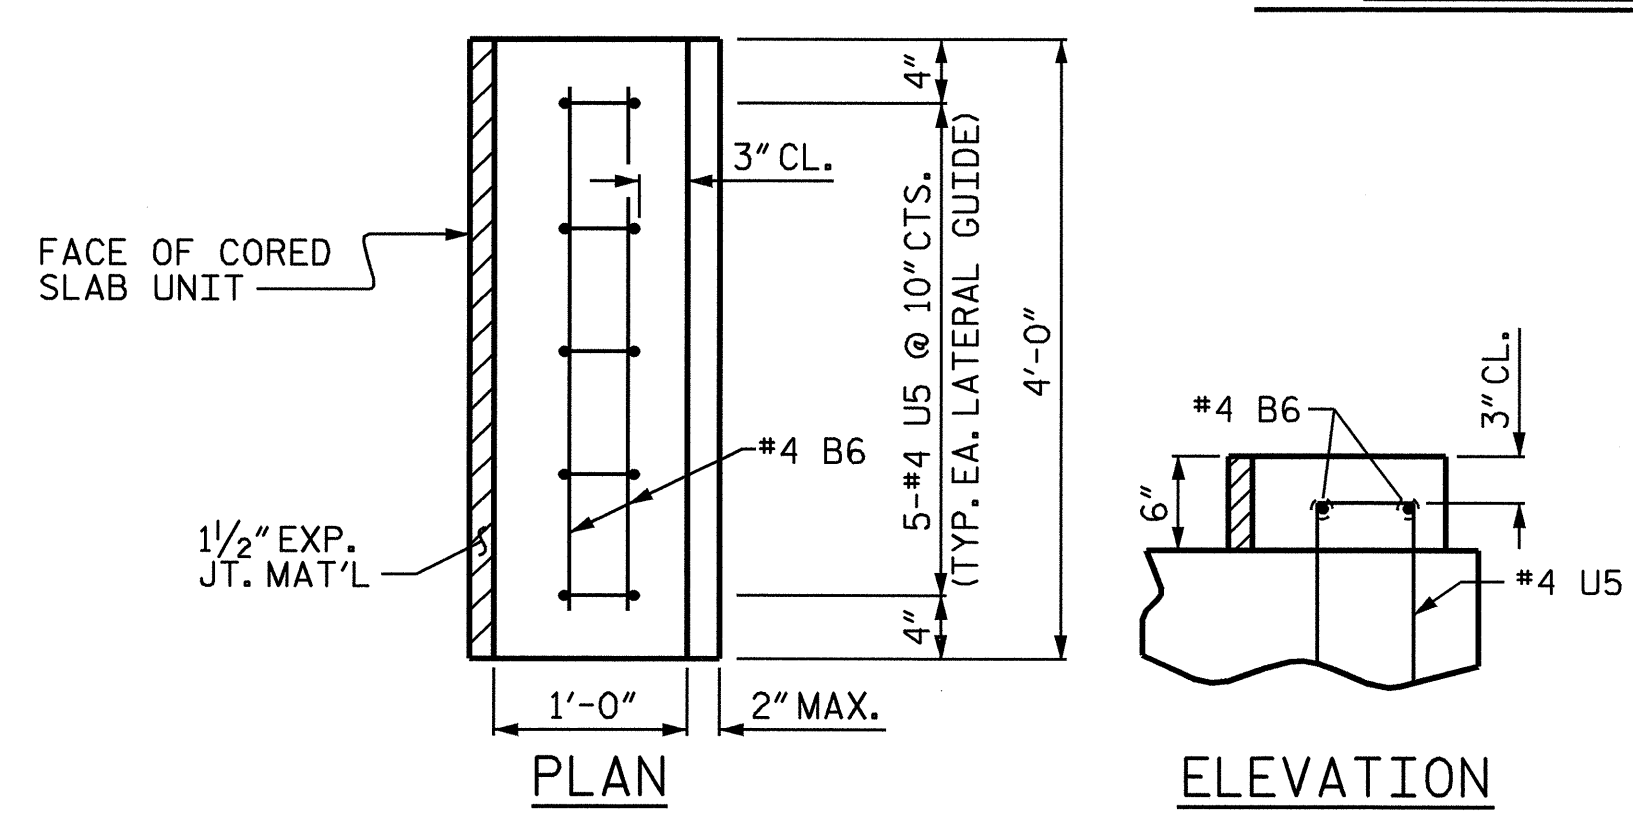 4"
3" CL.
FACE OF CORED
SLAB UNIT
5-#4 U5 @ 10" CTS.
(TYP. EA. LATERAL GUIDE)
4'-0"
#4 B6
1 1/2" EXP.
JT. MAT'L
4"
1'-0"
2" MAX.
PLAN
3" CL.
#4 B6
6"
#4 U5
ELEVATION